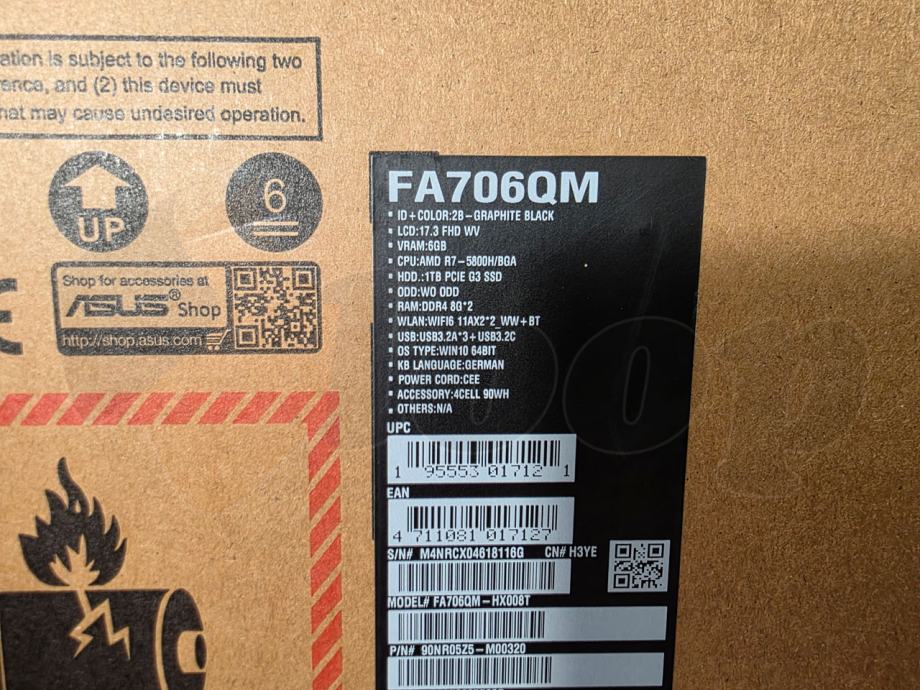 ation is subject to the following two
rence, and (2) this device must
hat may cause undesired operation.
UP
6
Shop for accessories at
ASUS® Shop
http://shop.asus.com
FA706QM
• ID+COLOR:2B-GRAPHITE BLACK
• LCD:17.3 FHD WV
• VRAM:6GB
• CPU:AMD R7-5800H/BGA
• HDD.:1TB PCIE G3 SSD
• ODD:WO ODD
• RAM:DDR4 8G*2
• WLAN:WIFI6 11AX2*2_WW+BT
• USB:USB3.2A*3+USB3.2C
• OS TYPE:WIN10 64BIT
• KB LANGUAGE:GERMAN
• POWER CORD:CEE
• ACCESSORY:4CELL 90WH
• OTHERS:N/A
UPC
1 95553 01712 1
EAN
4 711081 017127
S/N# M4NRCX04618116G CN# H3YE
MODEL# FA706QM-HX008T
P/N# 90NR05Z5-M00320